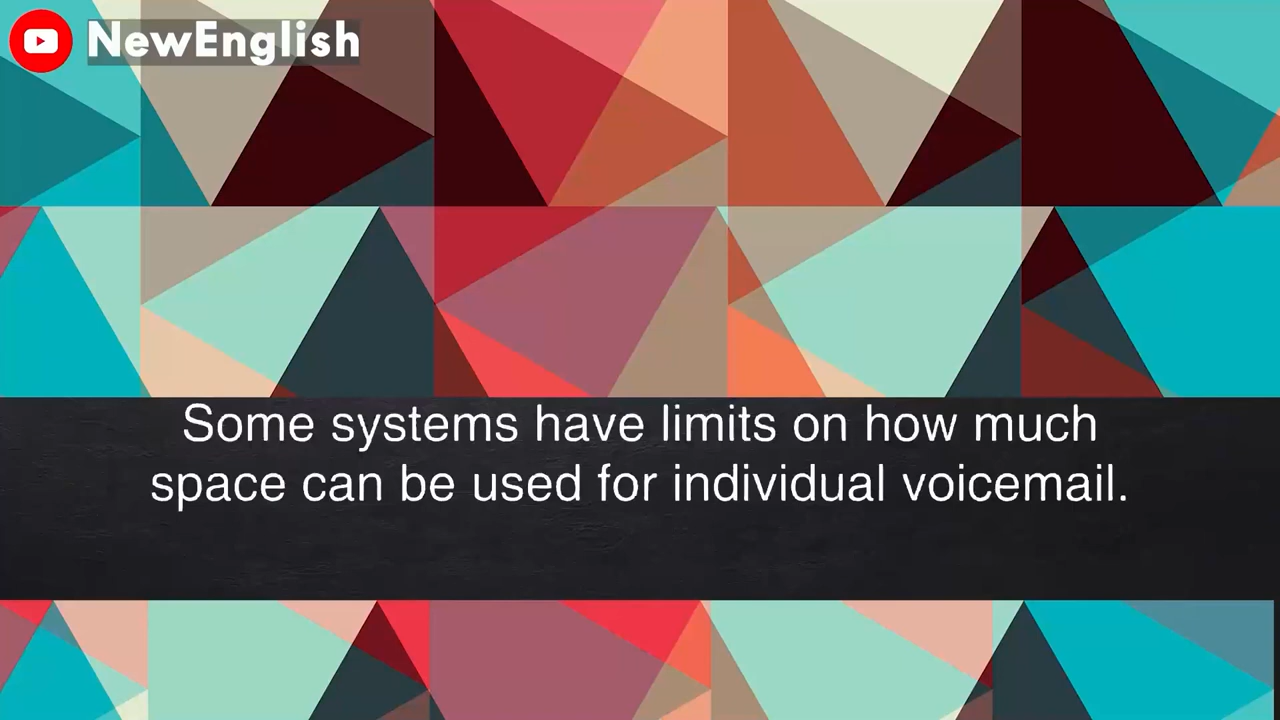 NewEnglish
Some systems have limits on how much
space can be used for individual voicemail.